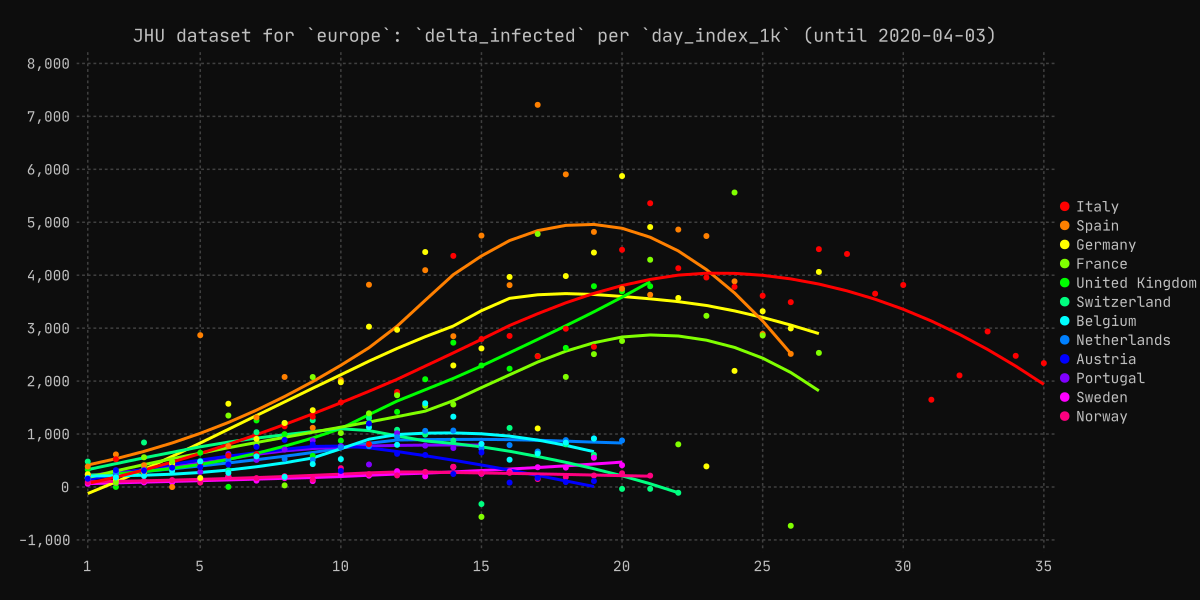 JHU dataset for `europe`: `delta_infected` per `day_index_1k` (until 2020-04-03)
8,000
7,000
6,000
5,000
4,000
3,000
2,000
1,000
0
-1,000
1 5 10 15 20 25 30 35
Italy
Spain
Germany
France
United Kingdom
Switzerland
Belgium
Netherlands
Austria
Portugal
Sweden
Norway